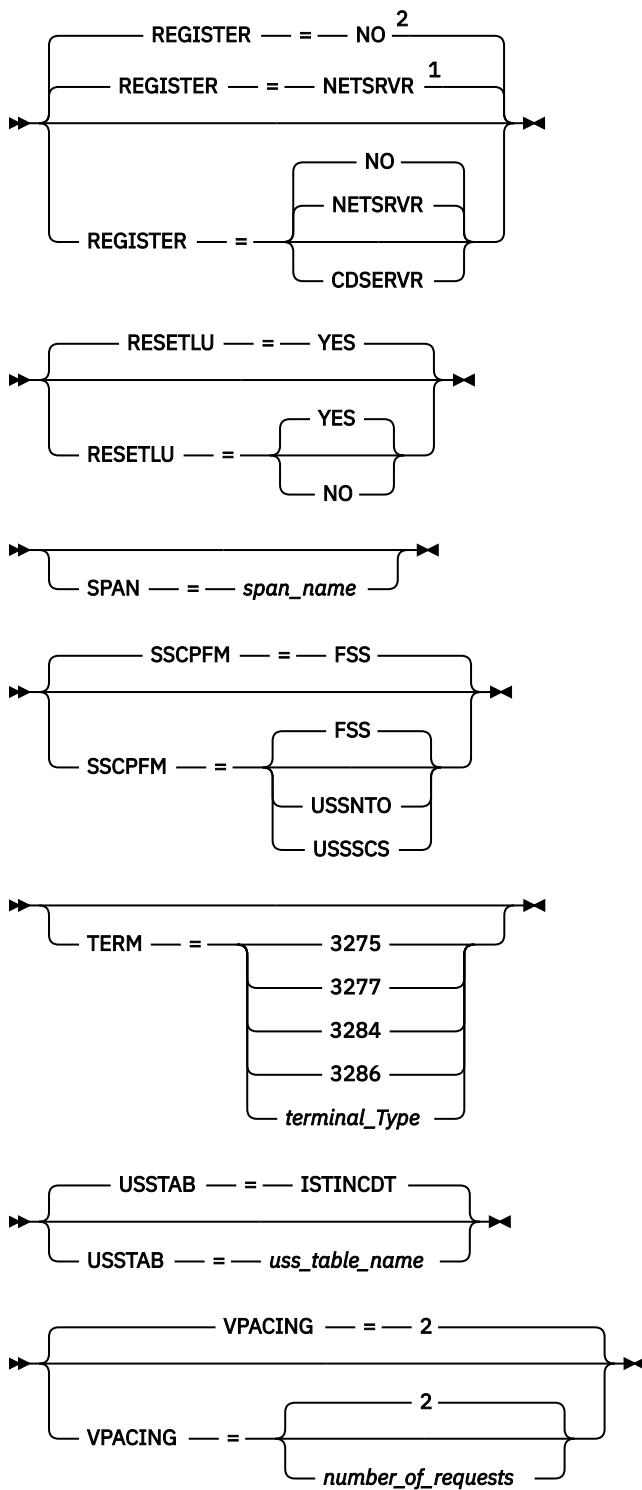 REGISTER = NO 2
REGISTER = NETSRVR 1
NO
NETSRVR
REGISTER =
CDSERVR
RESETLU = YES
YES
RESETLU =
NO
SPAN = span_name
SSCPFM = FSS
FSS
SSCPFM =
USSNTO
USSSCS
TERM = 3275
3277
3284
3286
terminal_Type
USSTAB = ISTINCDT
USSTAB = uss_table_name
VPACING = 2
2
VPACING =
number_of_requests